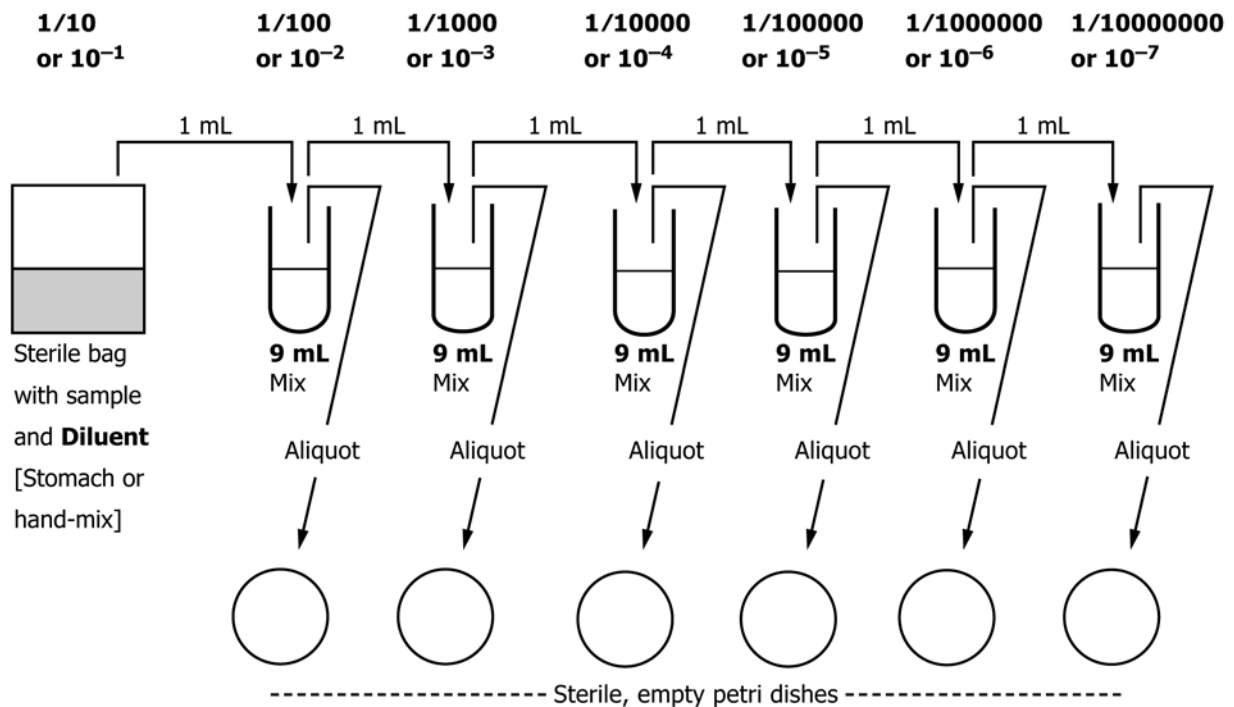 1/10 1/100 1/1000 1/10000 1/100000 1/1000000 1/10000000
or 10⁻¹ or 10⁻² or 10⁻³ or 10⁻⁴ or 10⁻⁵ or 10⁻⁶ or 10⁻⁷
1 mL 1 mL 1 mL 1 mL 1 mL 1 mL
Sterile bag
with sample
and Diluent
[Stomach or
hand-mix]
9 mL 9 mL 9 mL 9 mL 9 mL 9 mL
Mix Mix Mix Mix Mix Mix
Aliquot Aliquot Aliquot Aliquot Aliquot Aliquot
Sterile, empty petri dishes